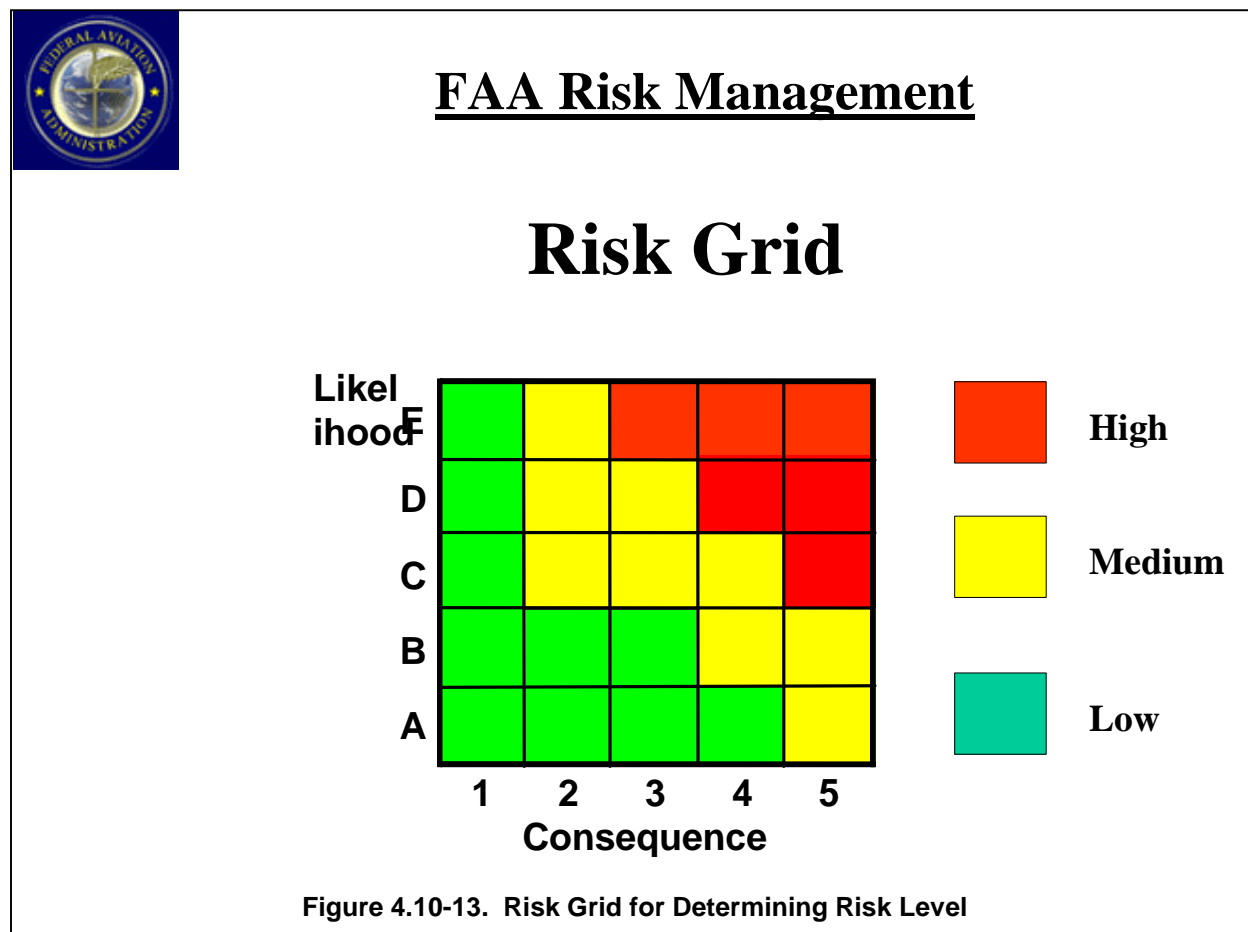 FEDERAL AVIATION
ADMINISTRATION
FAA Risk Management
Risk Grid
Likel
ihood
E
D
C
B
A
1 2 3 4 5
Consequence
High
Medium
Low
Figure 4.10-13. Risk Grid for Determining Risk Level